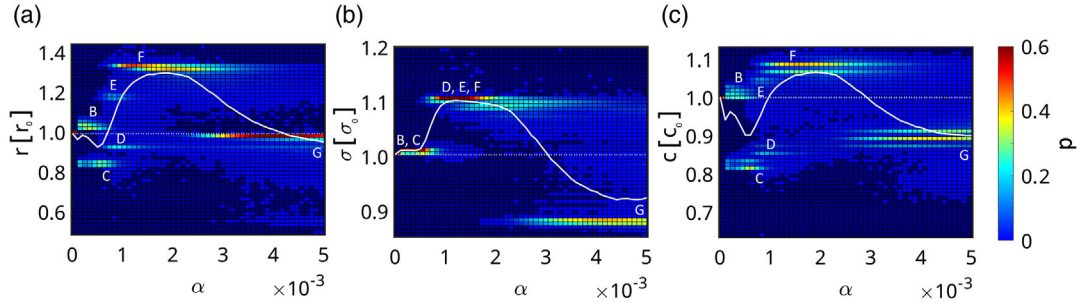 (a)
r [r₀]
1.4
1.2
1.0
0.8
0.6
B
C
D
E
F
G
0 1 2 3 4 5
α ×10⁻³
(b)
σ [σ₀]
1.2
1.1
1.0
0.9
B, C
D, E, F
G
0 1 2 3 4 5
α ×10⁻³
(c)
c [c₀]
1.1
1.0
0.9
0.8
0.7
B
C
D
E
F
G
0 1 2 3 4 5
α ×10⁻³
0.6
0.4
0.2
0
p